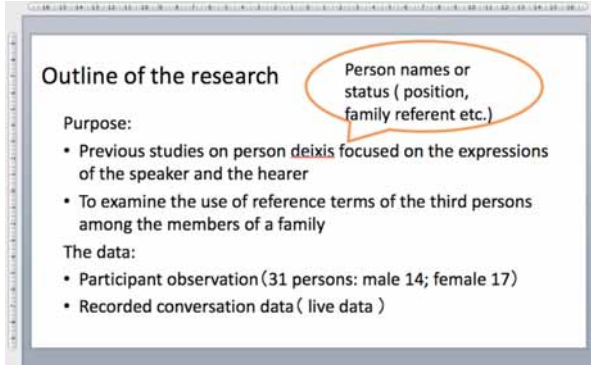 Outline of the research
Person names or
status ( position,
family referent etc.)
Purpose:
• Previous studies on person deixis focused on the expressions
of the speaker and the hearer
• To examine the use of reference terms of the third persons
among the members of a family
The data:
• Participant observation(31 persons: male 14; female 17)
• Recorded conversation data( live data )